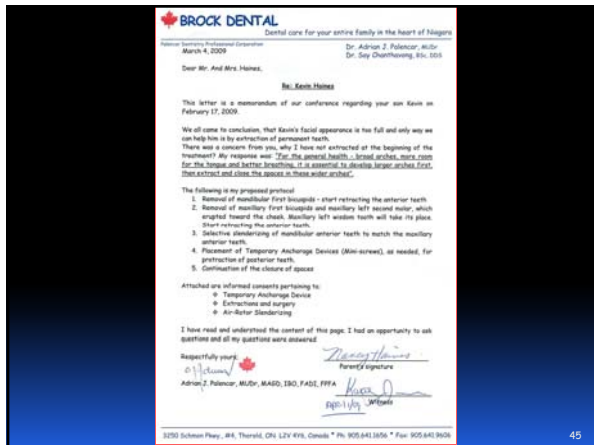 BROCK DENTAL
Dental care for your entire family in the heart of Niagara
Palencar Dentistry Professional Corporation
March 4, 2009
Dr. Adrian J. Palencar, MUDr
Dr. Say Chanthavong, BSc, DDS
Dear Mr. And Mrs. Haines,
Re: Kevin Haines
This letter is a memorandum of our conference regarding your son Kevin on
February 17, 2009.
We all came to conclusion, that Kevin's facial appearance is too full and only way we
can help him is by extraction of permanent teeth.
There was a concern from you, why I have not extracted at the beginning of the
treatment? My response was: "For the general health – broad arches, more room
for the tongue and better breathing, it is essential to develop larger arches first,
then extract and close the spaces in these wider arches".
The following is my proposed protocol
1. Removal of mandibular first bicuspids – start retracting the anterior teeth
2. Removal of maxillary first bicuspids and maxillary left second molar, which
erupted toward the cheek. Maxillary left wisdom tooth will take its place.
Start retracting the anterior teeth.
3. Selective slenderizing of mandibular anterior teeth to match the maxillary
anterior teeth.
4. Placement of Temporary Anchorage Devices (Mini-screws), as needed, for
protraction of posterior teeth.
5. Continuation of the closure of spaces
Attached are informed consents pertaining to:
Temporary Anchorage Device
Extractions and surgery
Air-Rotor Slenderizing
I have read and understood the content of this page. I had an opportunity to ask
questions and all my questions were answered
Respectfully yours,
Nancy Haines
Parent's signature
Adrian J. Palencar, MUDr, MAGD, IBO, FADI, FPFA
Witness
3250 Schmon Pkwy., #4, Thorold, ON L2V 4Y6, Canada * Ph: 905.641.1656 * Fax: 905.641.9606
45